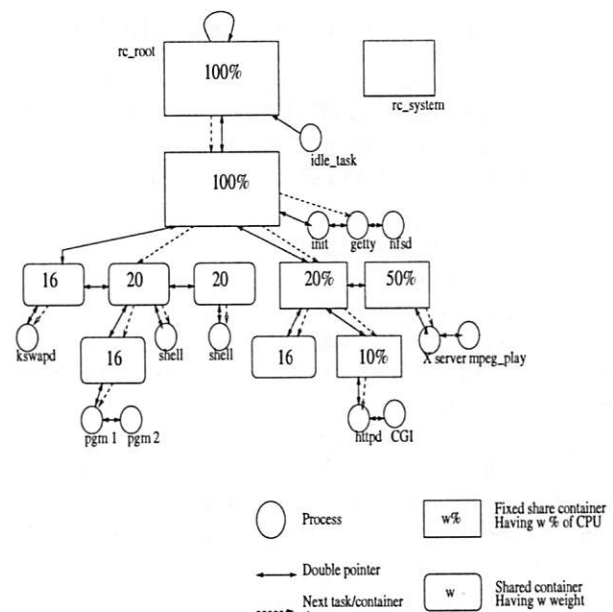 rc_root
100%
rc_system
idle_task
100%
init getty nfsd
16 20 20 20% 50%
kswapd shell shell X server mpeg_play
16 16 10%
pgm 1 pgm 2 httpd CGI
Process
w%
Fixed share container
Having w % of CPU
Double pointer
Next task/container
w
Shared container
Having w weight